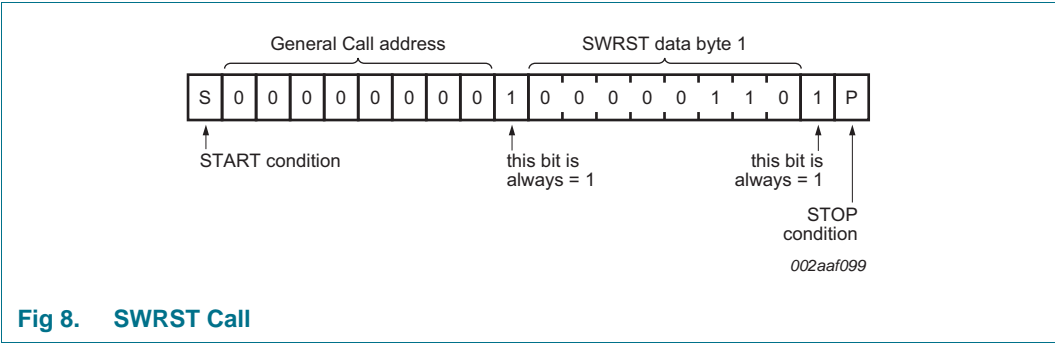 General Call address
SWRST data byte 1
S 0 0 0 0 0 0 0 0 1 0 0 0 0 0 1 1 0 1 P
START condition
this bit is
always = 1
this bit is
always = 1
STOP
condition
002aaf099
Fig 8. SWRST Call